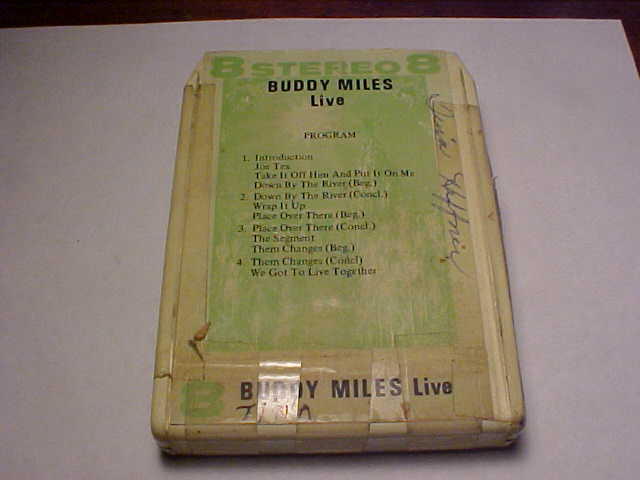 8 STEREO 8
BUDDY MILES
Live
PROGRAM
1. Introduction
Joe Tex
Take It Off Him And Put It On Me
Down By The River (Beg.)
2. Down By The River (Concl.)
Wrap It Up
Place Over There (Beg.)
3. Place Over There (Concl.)
The Segment
Them Changes (Beg.)
4. Them Changes (Concl)
We Got To Live Together
8 BUDDY MILES Live